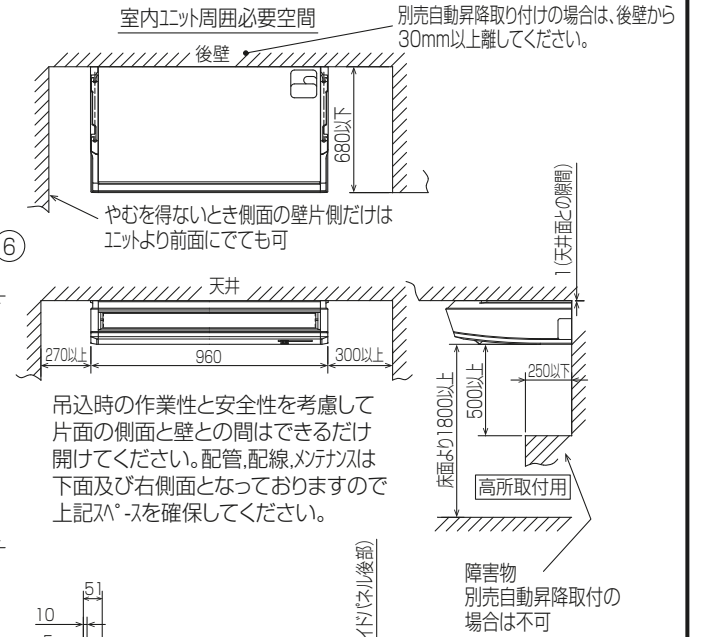 室内ユニット周囲必要空間
別売自動昇降取り付けの場合は、後壁から
30mm以上離してください。
後壁
680以下
やむを得ないとき側面の壁片側だけは
ユニットより前面にでても可
6
1(天井面との隙間)
天井
270以上
960
300以上
床面より1800以上
500以上
250以下
吊込時の作業性と安全性を考慮して
片面の側面と壁との間はできるだけ
開けてください。配管,配線,メンテナンスは
下面及び右側面となっておりますので
上記スペースを確保してください。
高所取付用
障害物
別売自動昇降取付の
場合は不可
51
10
イドパネル後部)